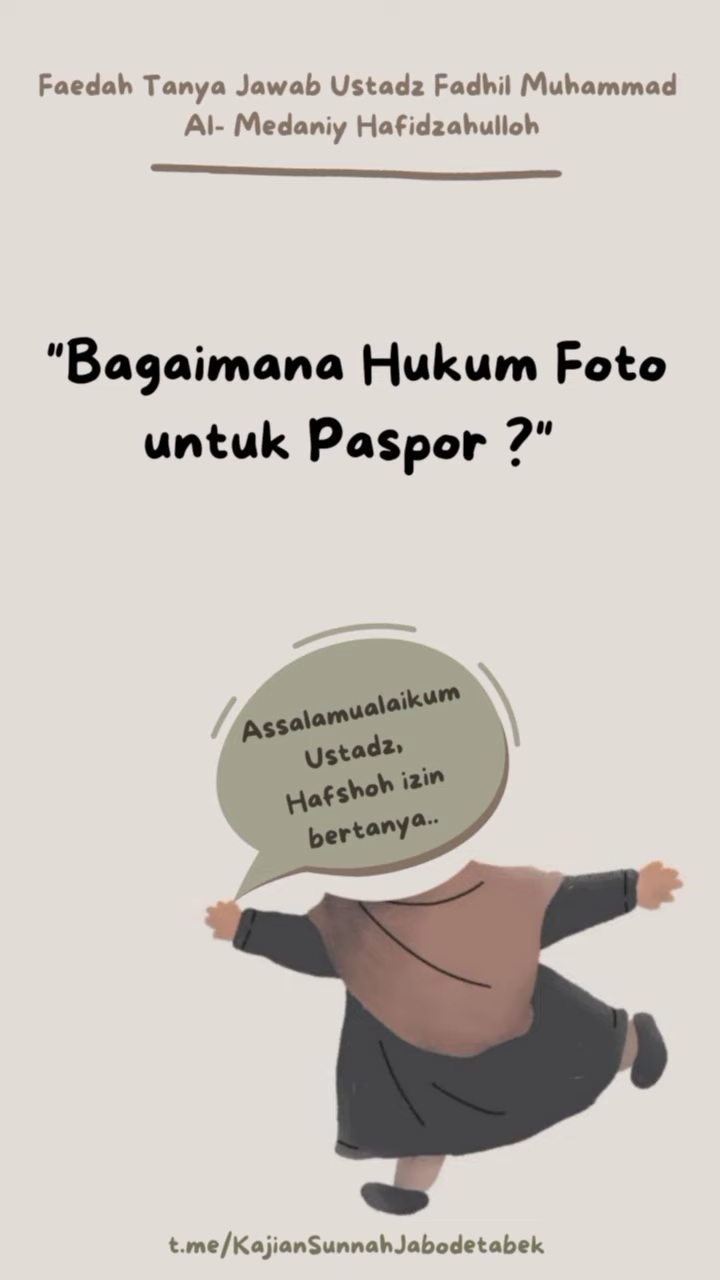 Faedah Tanya Jawab Ustadz Fadhil Muhammad
Al- Medaniy Hafidzahulloh
"Bagaimana Hukum Foto
untuk Paspor ?"
Assalamualaikum
Ustadz,
Hafshoh izin
bertanya..
t.me/KajianSunnahJabodetabek